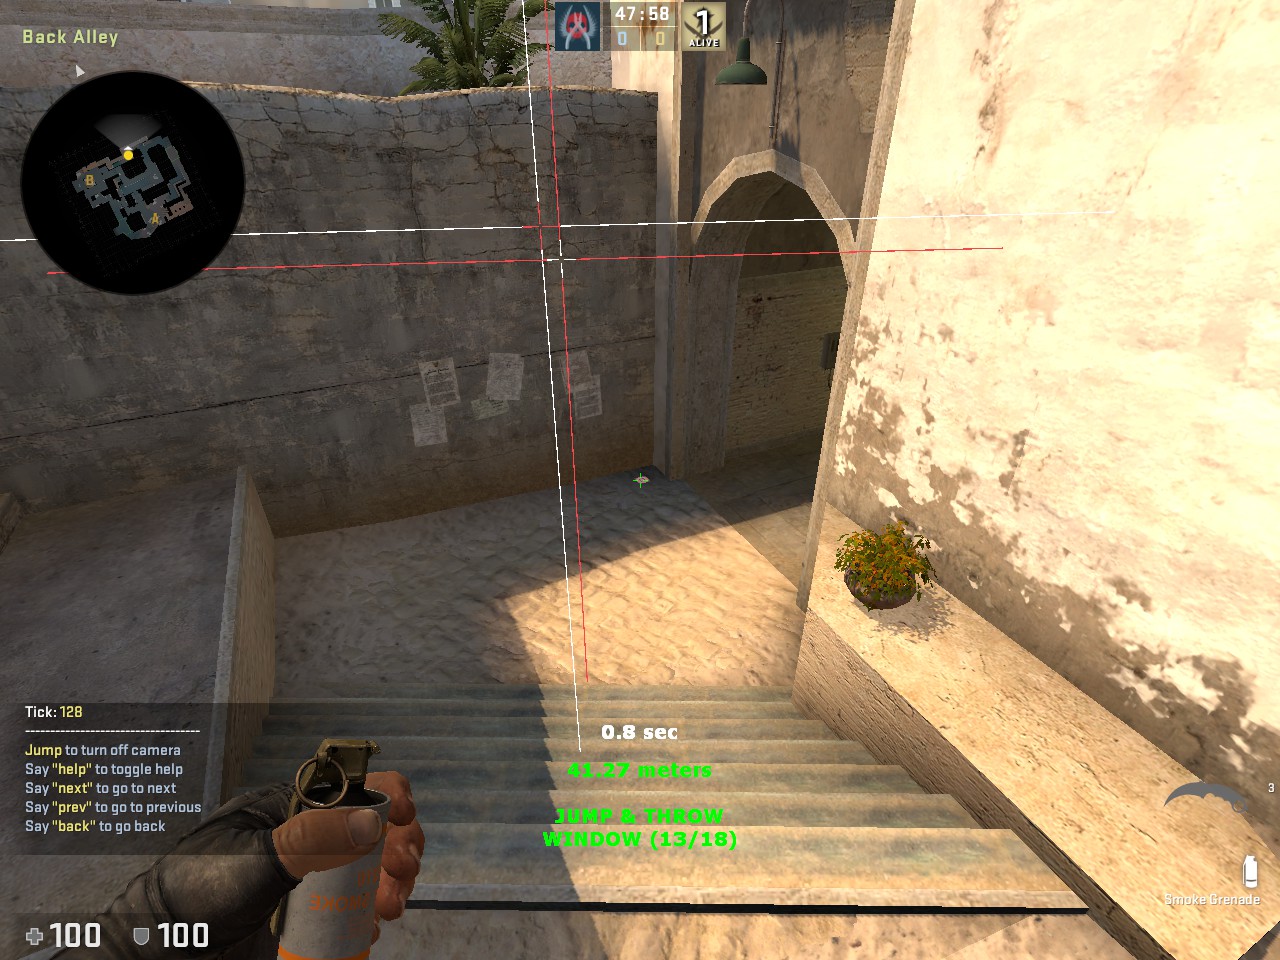 Back Alley
47:58
0 0
1
ALIVE
B
A
Tick: 128
----------------------------------
Jump to turn off camera
Say "help" to toggle help
Say "next" to go to next
Say "prev" to go to previous
Say "back" to go back
0.8 sec
41.27 meters
JUMP & THROW
WINDOW (13/18)
3
Smoke Grenade
SMOKE
100 100